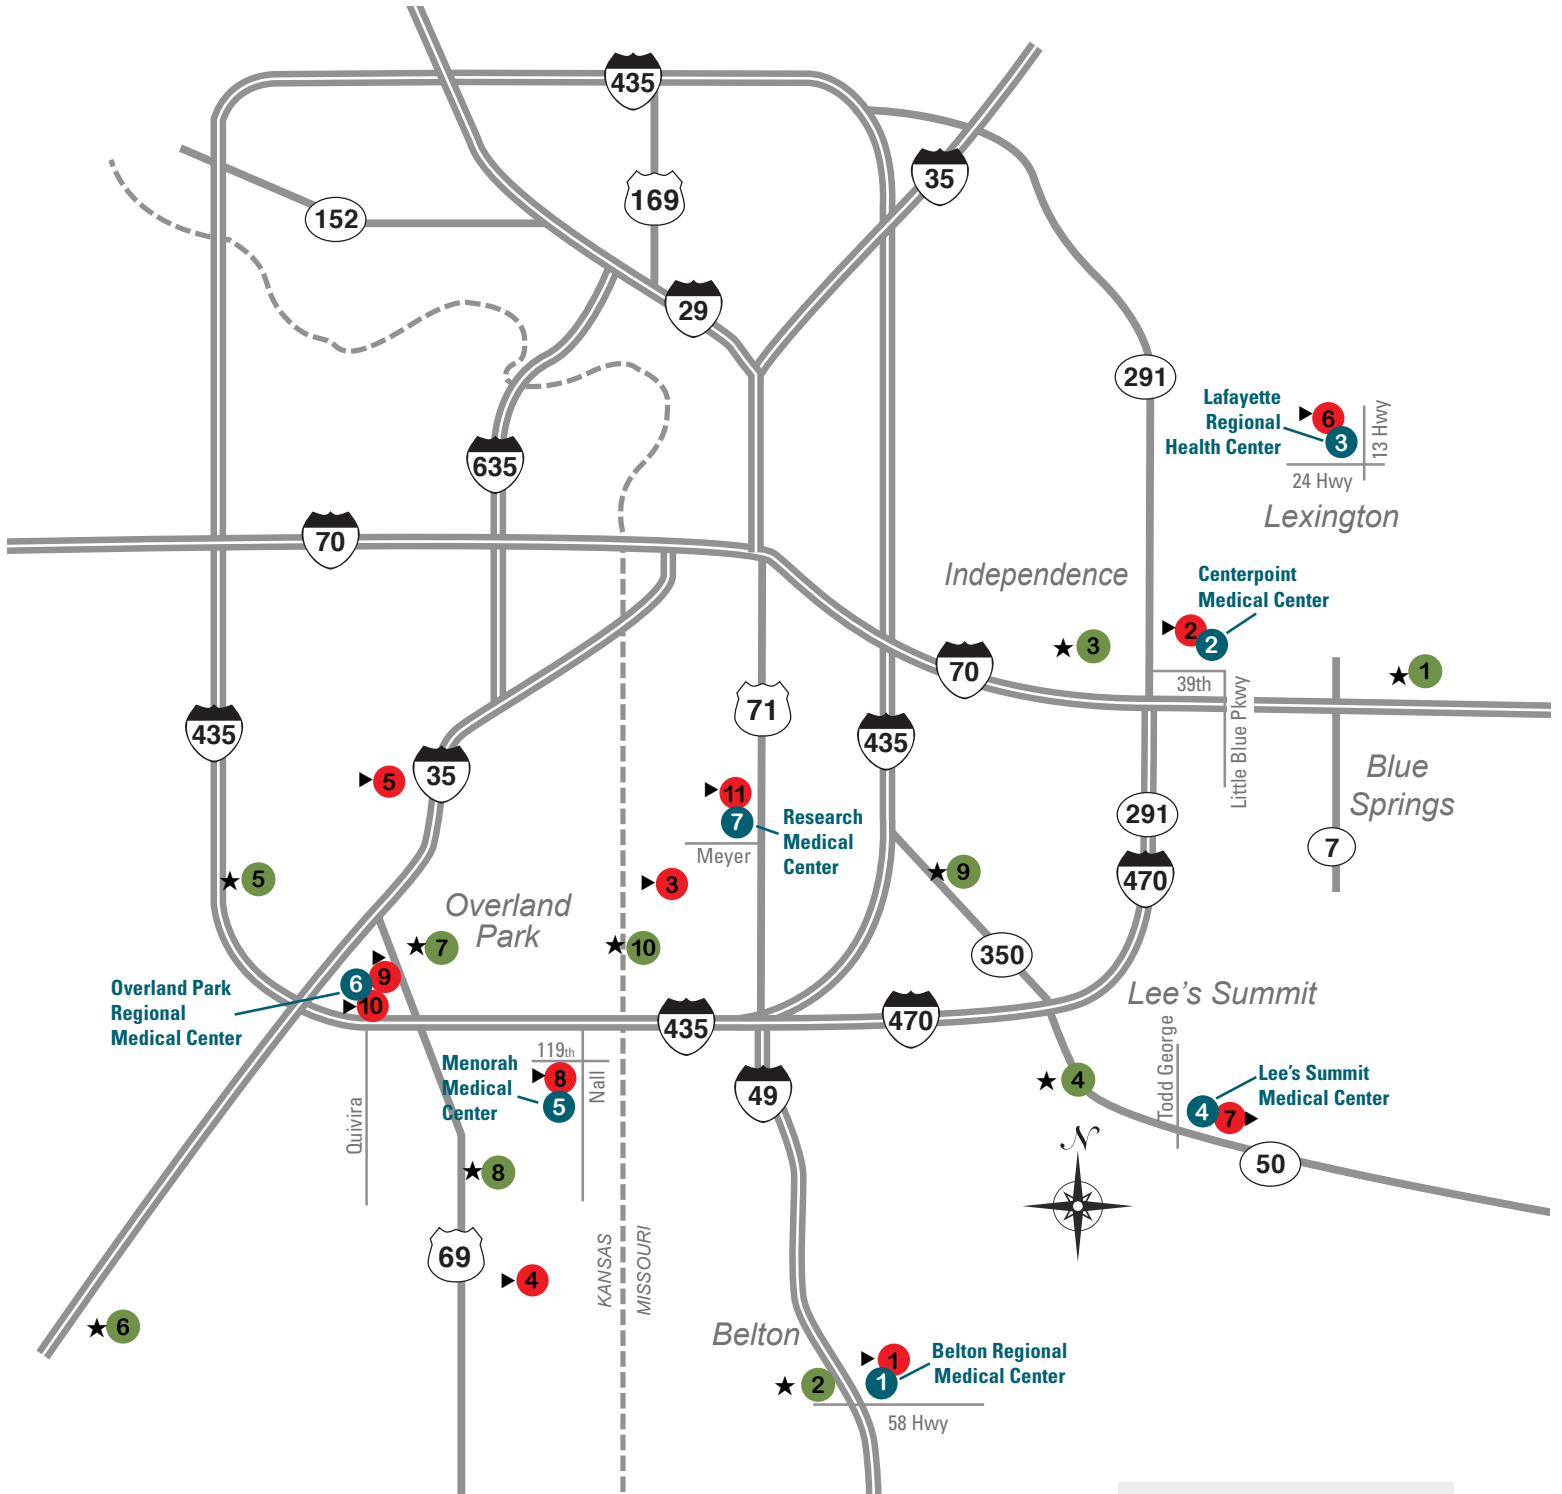 435
35
169
152
29
291
Lafayette
Regional
Health Center
6
3
13 Hwy
24 Hwy
Lexington
635
70
Independence
Centerpoint
Medical Center
2
2
3
1
70
39th
Little Blue Pkwy
71
435
435
35
5
Blue
Springs
11
7
Research
Medical
Center
Meyer
291
7
470
3
9
5
Overland
Park
7
10
350
9
6
10
Overland Park
Regional
Medical Center
Lee's Summit
435
470
119th
Nall
Menorah
Medical
Center
8
5
49
4
Todd George
Lee's Summit
Medical Center
4
7
Quivira
N
50
8
69
KANSAS
MISSOURI
4
6
Belton
1
1
Belton Regional
Medical Center
2
58 Hwy